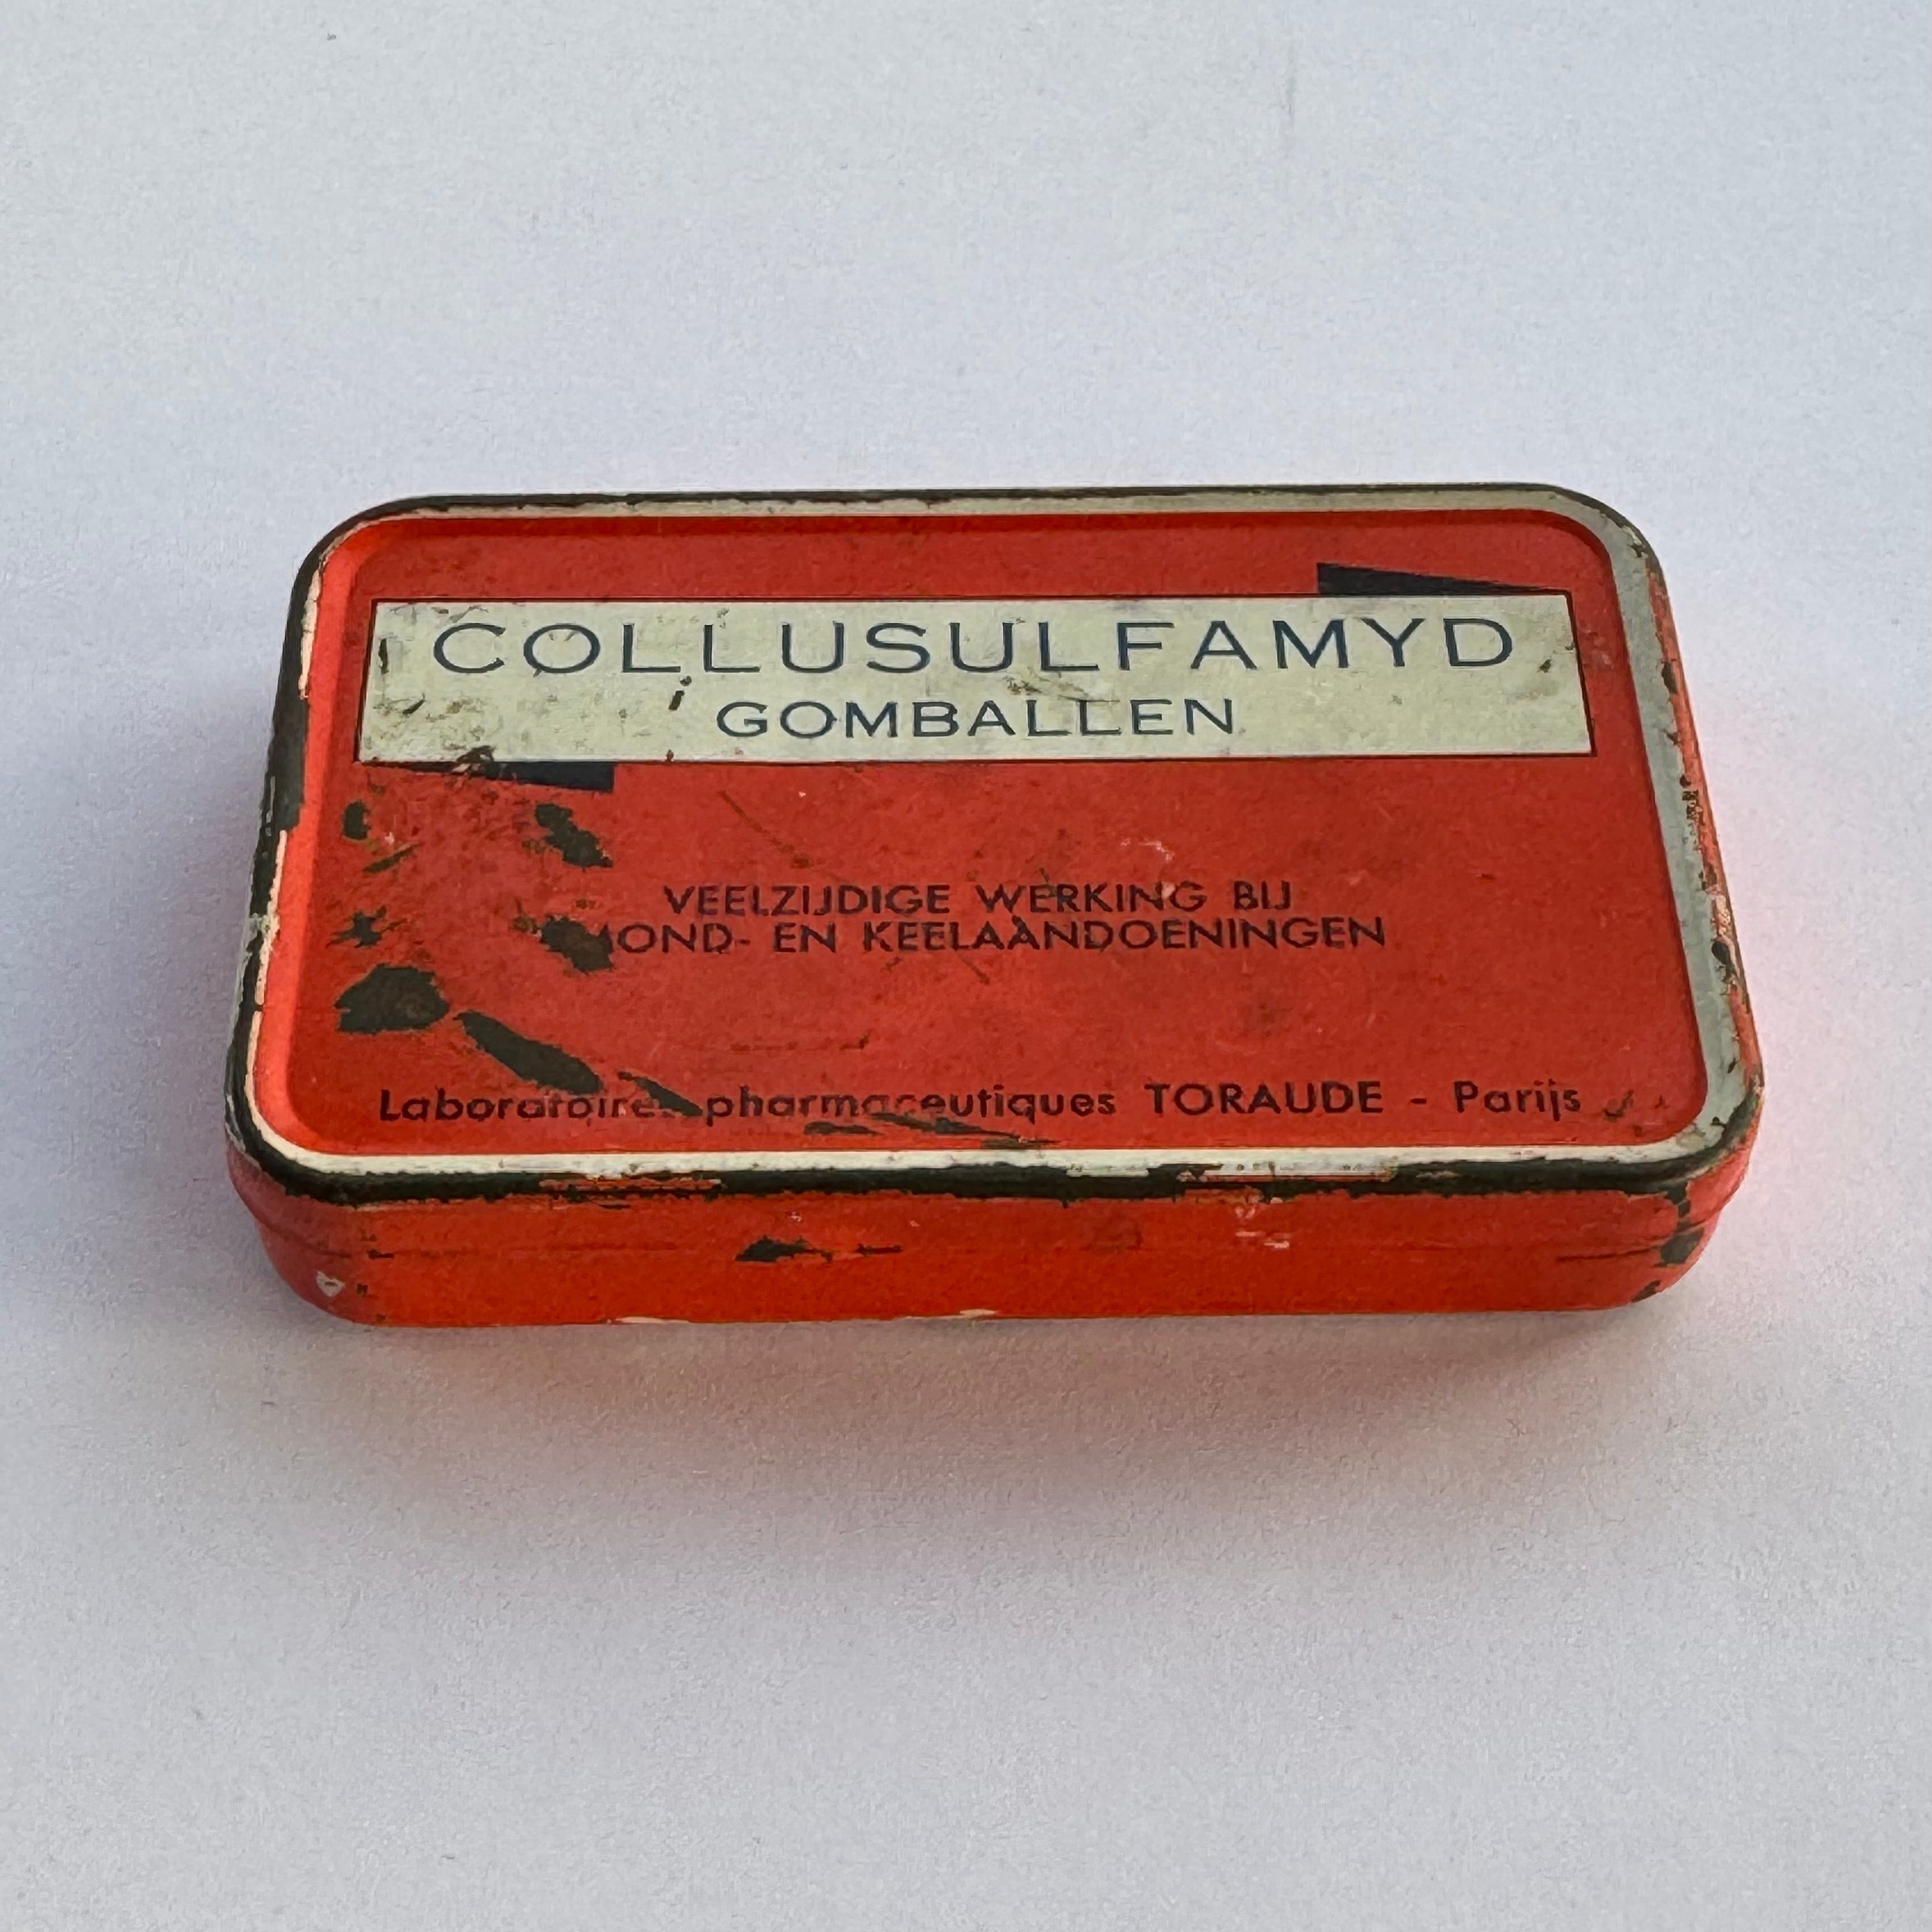 COLLUSULFAMYD
GOMBALLEN
VEELZIJDIGE WERKING BIJ
MOND- EN KEELAANDOENINGEN
Laboratoires pharmaceutiques TORAUDE - Parijs